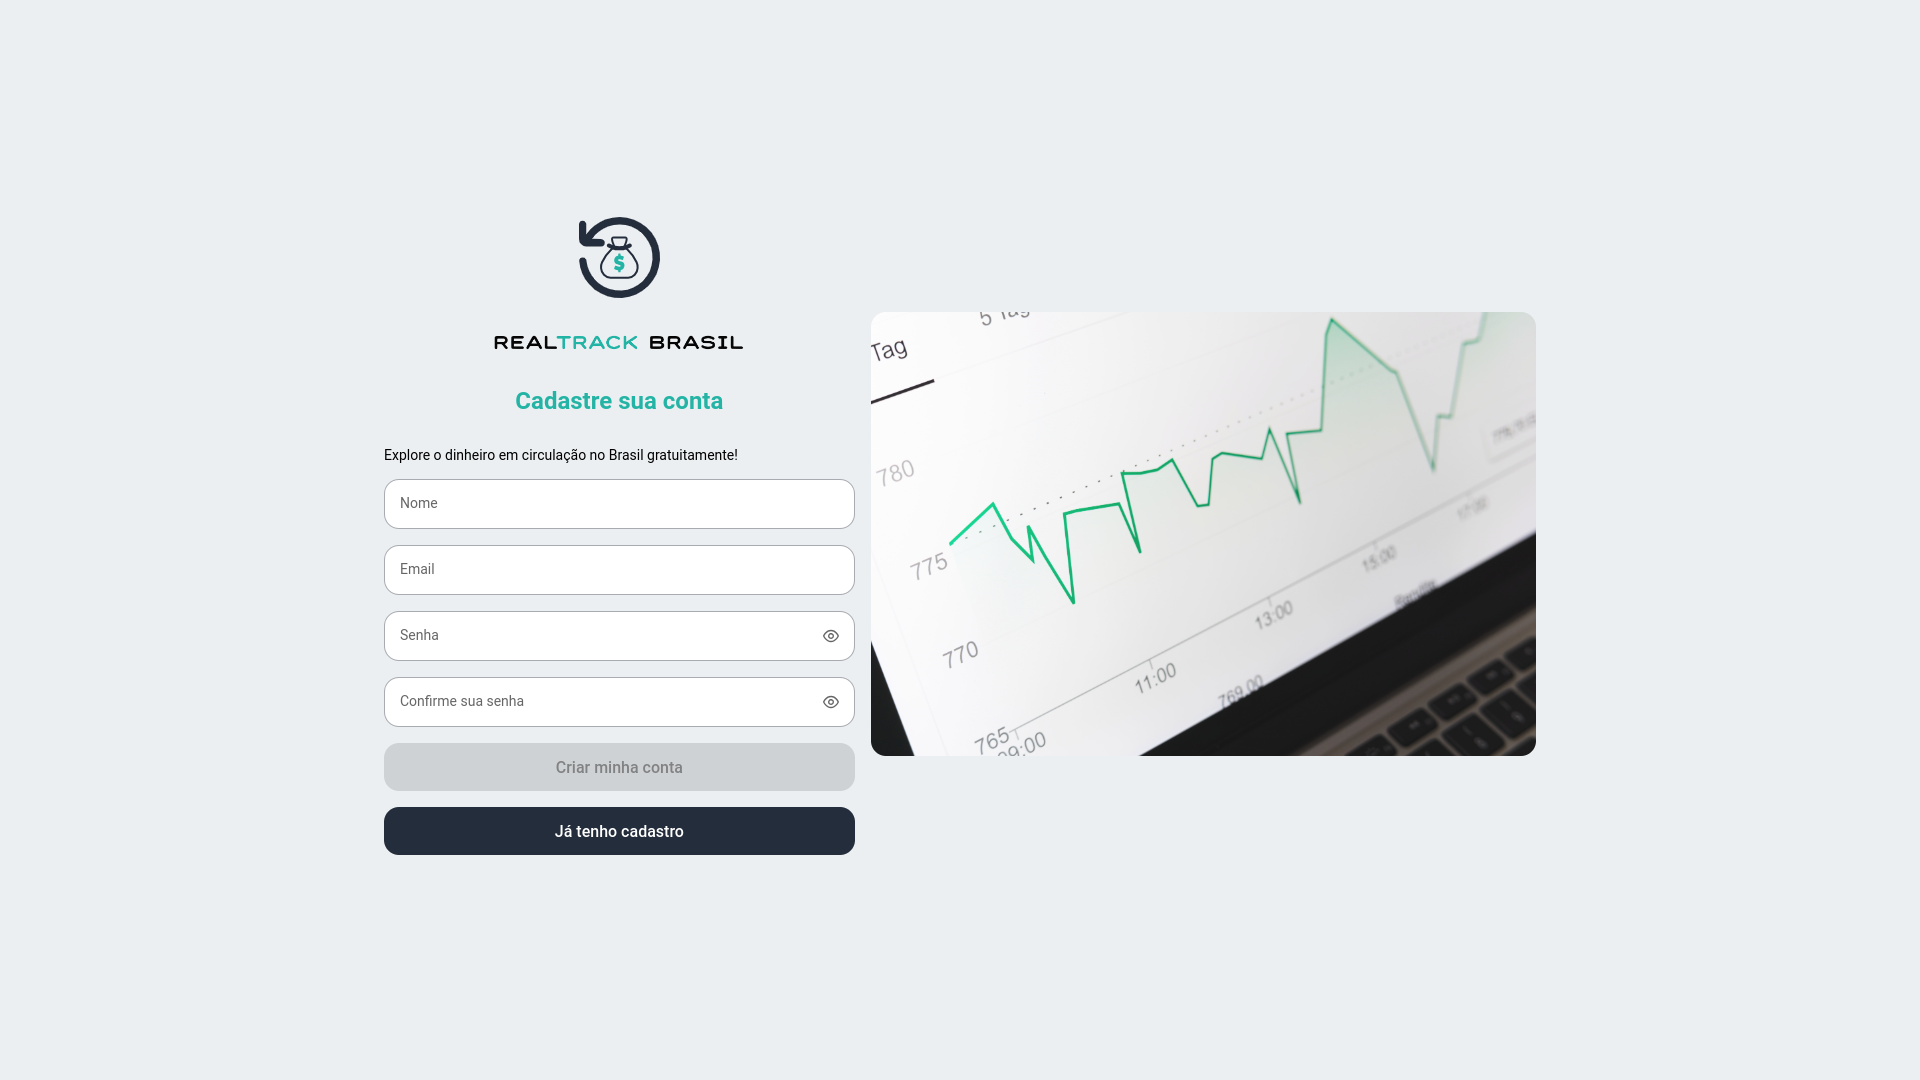 REALTRACK BRASIL
Cadastre sua conta
Explore o dinheiro em circulação no Brasil gratuitamente!
Nome
Email
Senha
Confirme sua senha
Criar minha conta
Já tenho cadastro
5 Tag
Tag
780
775
770
765
09:00
11:00
13:00
15:00
17:00
769.00